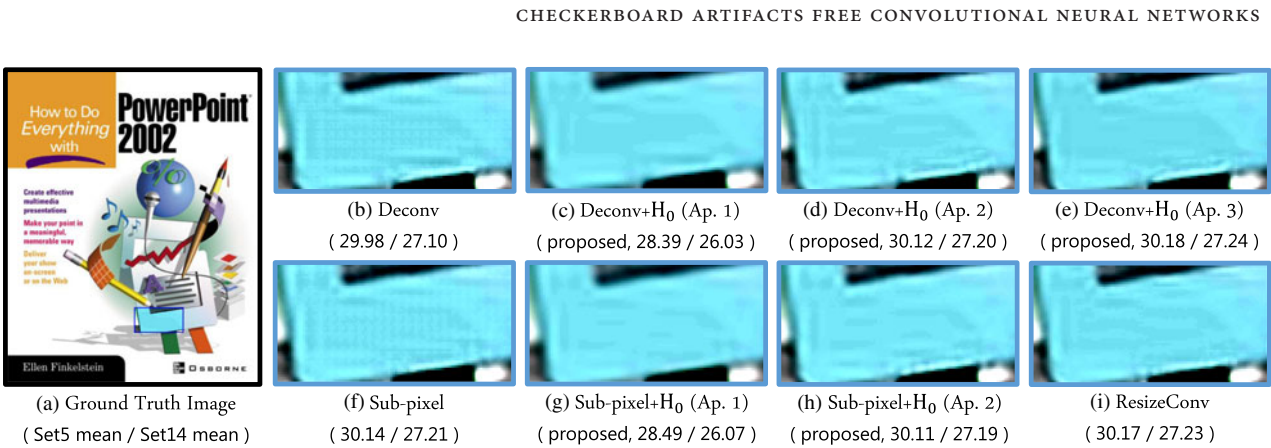 CHECKERBOARD ARTIFACTS FREE CONVOLUTIONAL NEURAL NETWORKS
How to Do
Everything
with
PowerPoint
2002
Create effective
multimedia
presentations
Make your point in
a meaningful,
memorable way
Deliver
your show
on-screen
or on the Web
Ellen Finkelstein
OSBORNE
(a) Ground Truth Image
( Set5 mean / Set14 mean )
(b) Deconv
( 29.98 / 27.10 )
(c) Deconv+H₀ (Ap. 1)
( proposed, 28.39 / 26.03 )
(d) Deconv+H₀ (Ap. 2)
( proposed, 30.12 / 27.20 )
(e) Deconv+H₀ (Ap. 3)
( proposed, 30.18 / 27.24 )
(f) Sub-pixel
( 30.14 / 27.21 )
(g) Sub-pixel+H₀ (Ap. 1)
( proposed, 28.49 / 26.07 )
(h) Sub-pixel+H₀ (Ap. 2)
( proposed, 30.11 / 27.19 )
(i) ResizeConv
( 30.17 / 27.23 )